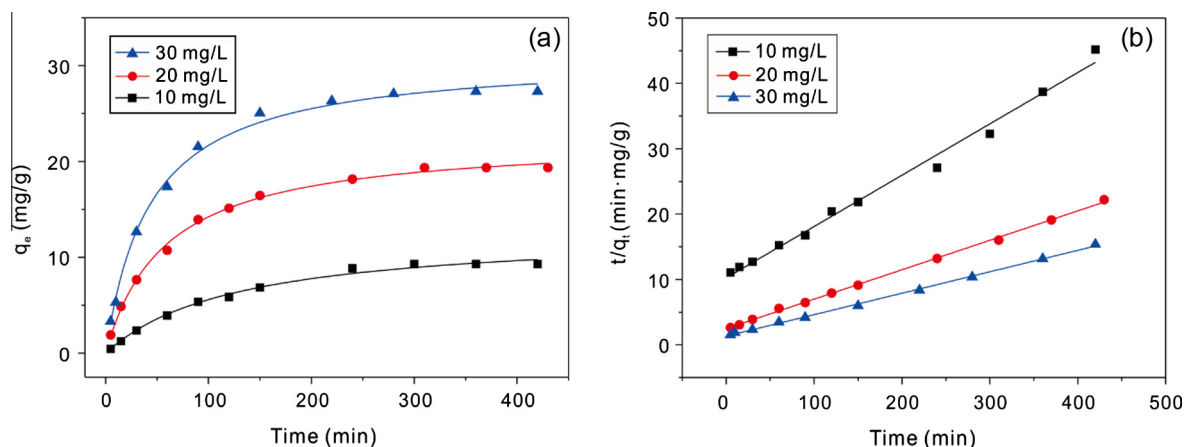 (a)
30 mg/L
20 mg/L
10 mg/L
qe (mg/g)
30
20
10
0
0 100 200 300 400
Time (min)
(b)
10 mg/L
20 mg/L
30 mg/L
t/qt (min·mg/g)
50
40
30
20
10
0
0 100 200 300 400 500
Time (min)